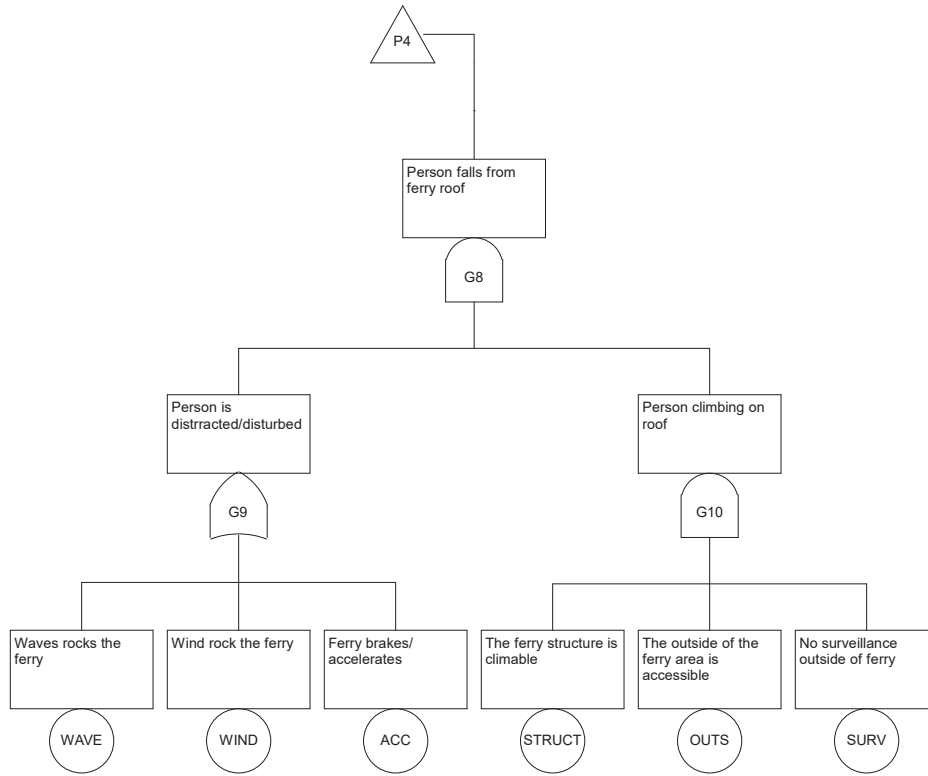 P4
Person falls from
ferry roof
G8
Person is
distrracted/disturbed
Person climbing on
roof
G9
G10
Waves rocks the
ferry
Wind rock the ferry
Ferry brakes/
accelerates
The ferry structure is
climable
The outside of the
ferry area is
accessible
No surveillance
outside of ferry
WAVE
WIND
ACC
STRUCT
OUTS
SURV